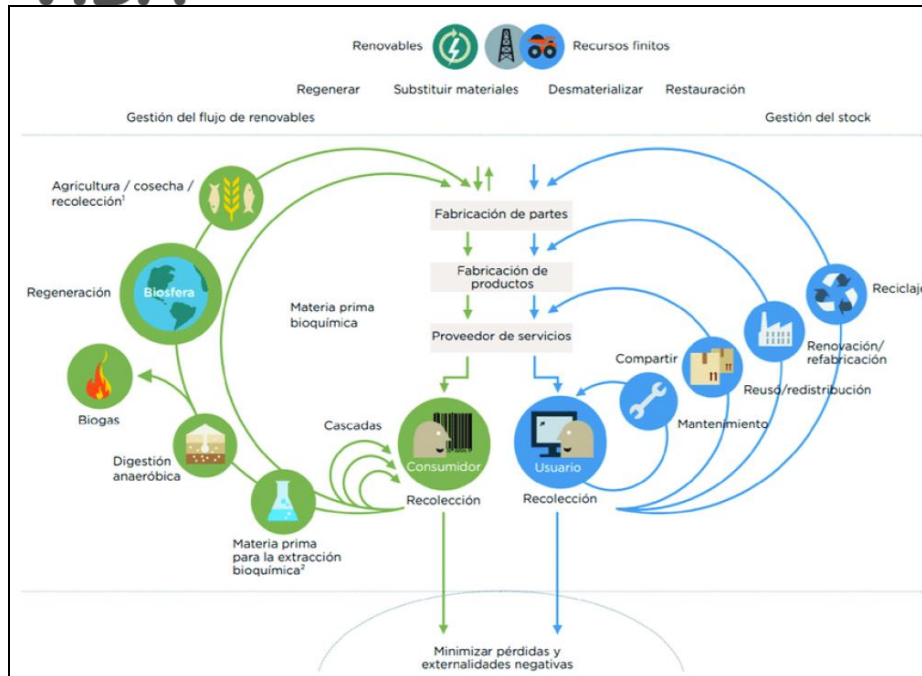 Renovables
Recursos finitos
Regenerar
Substituir materiales
Desmaterializar
Restauración
Gestión del flujo de renovables
Gestión del stock
Agricultura / cosecha /
recolección¹
Fabricación de partes
Regeneración
Biosfera
Fabricación de
productos
Reciclaje
Materia prima
bioquímica
Proveedor de servicios
Renovación/
refabricación
Compartir
Reusó/redistribución
Biogas
Cascadas
Mantenimiento
Digestión
anaeróbica
Consumidor
Usuario
Recolección
Recolección
Materia prima
para la extracción
bioquímica²
Minimizar pérdidas y
externalidades negativas